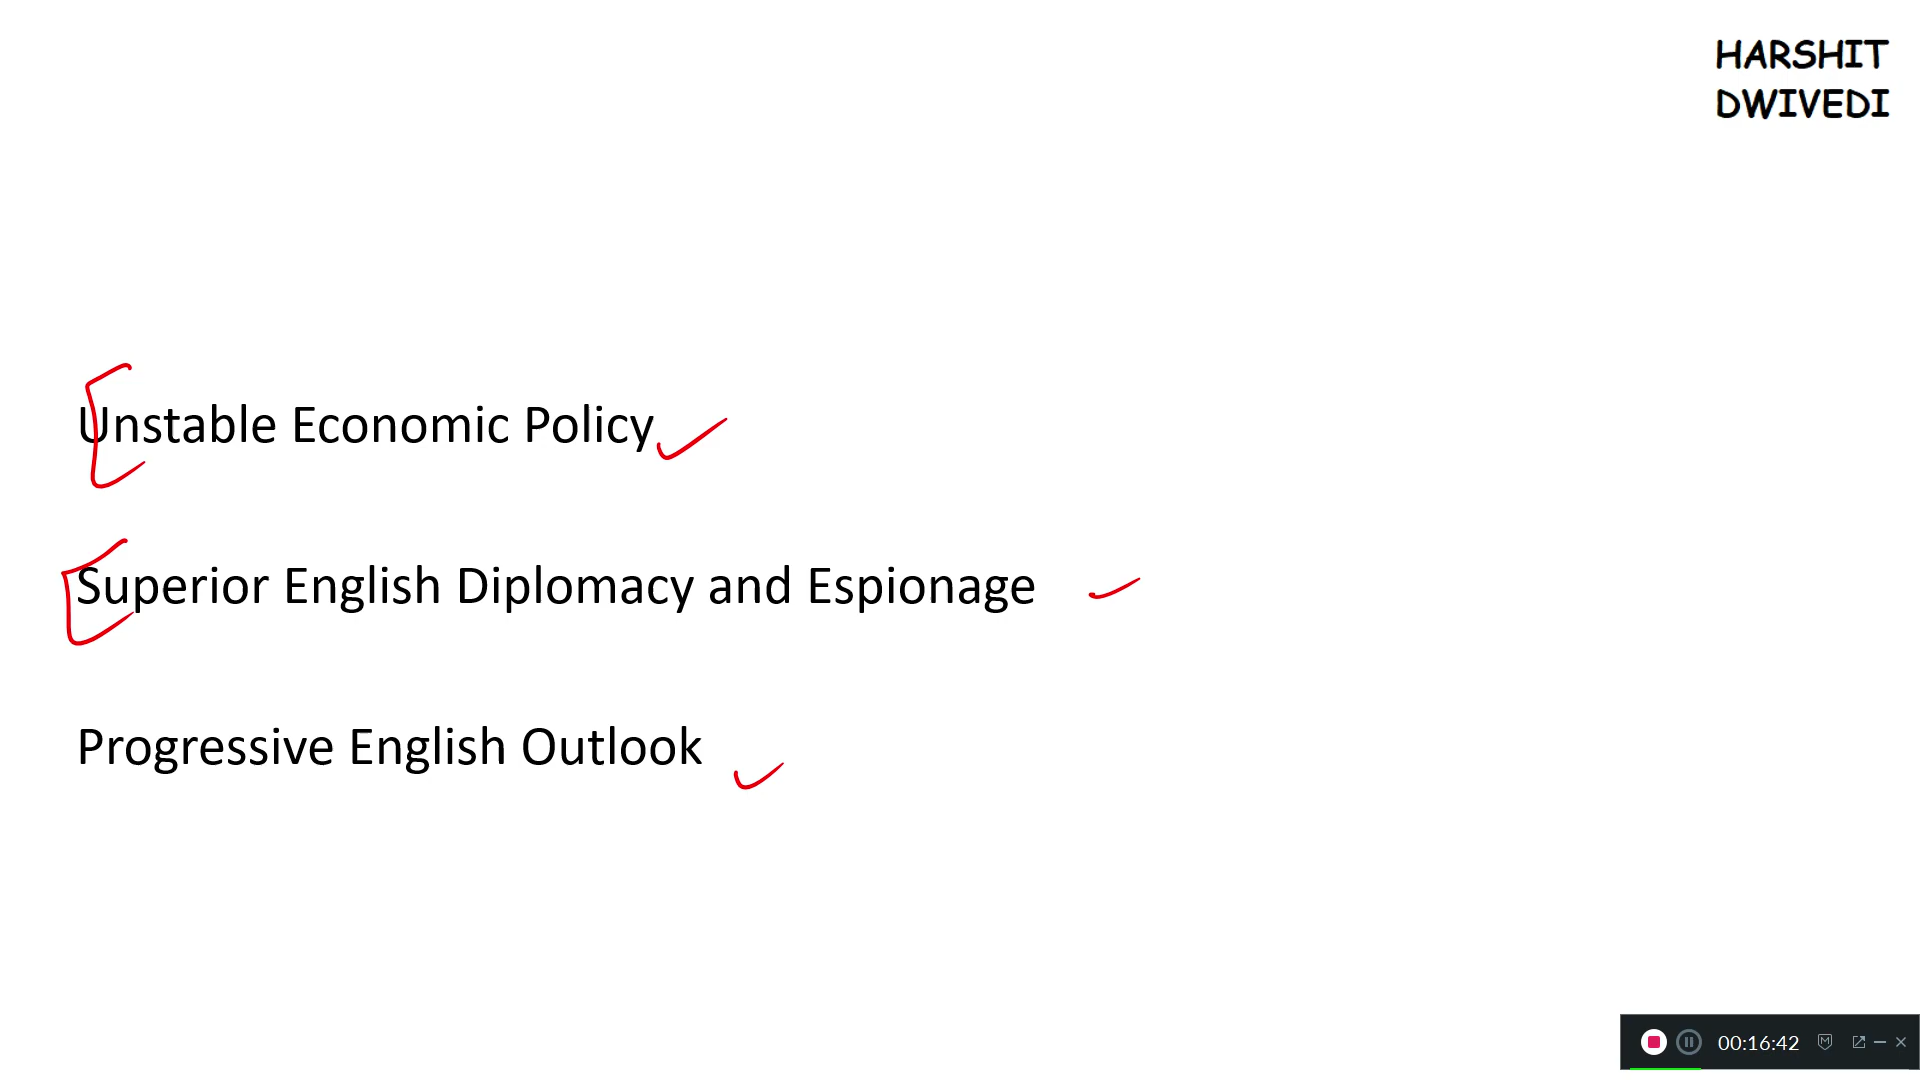 HARSHIT
DWIVEDI
Unstable Economic Policy
Superior English Diplomacy and Espionage
Progressive English Outlook
00:16:42